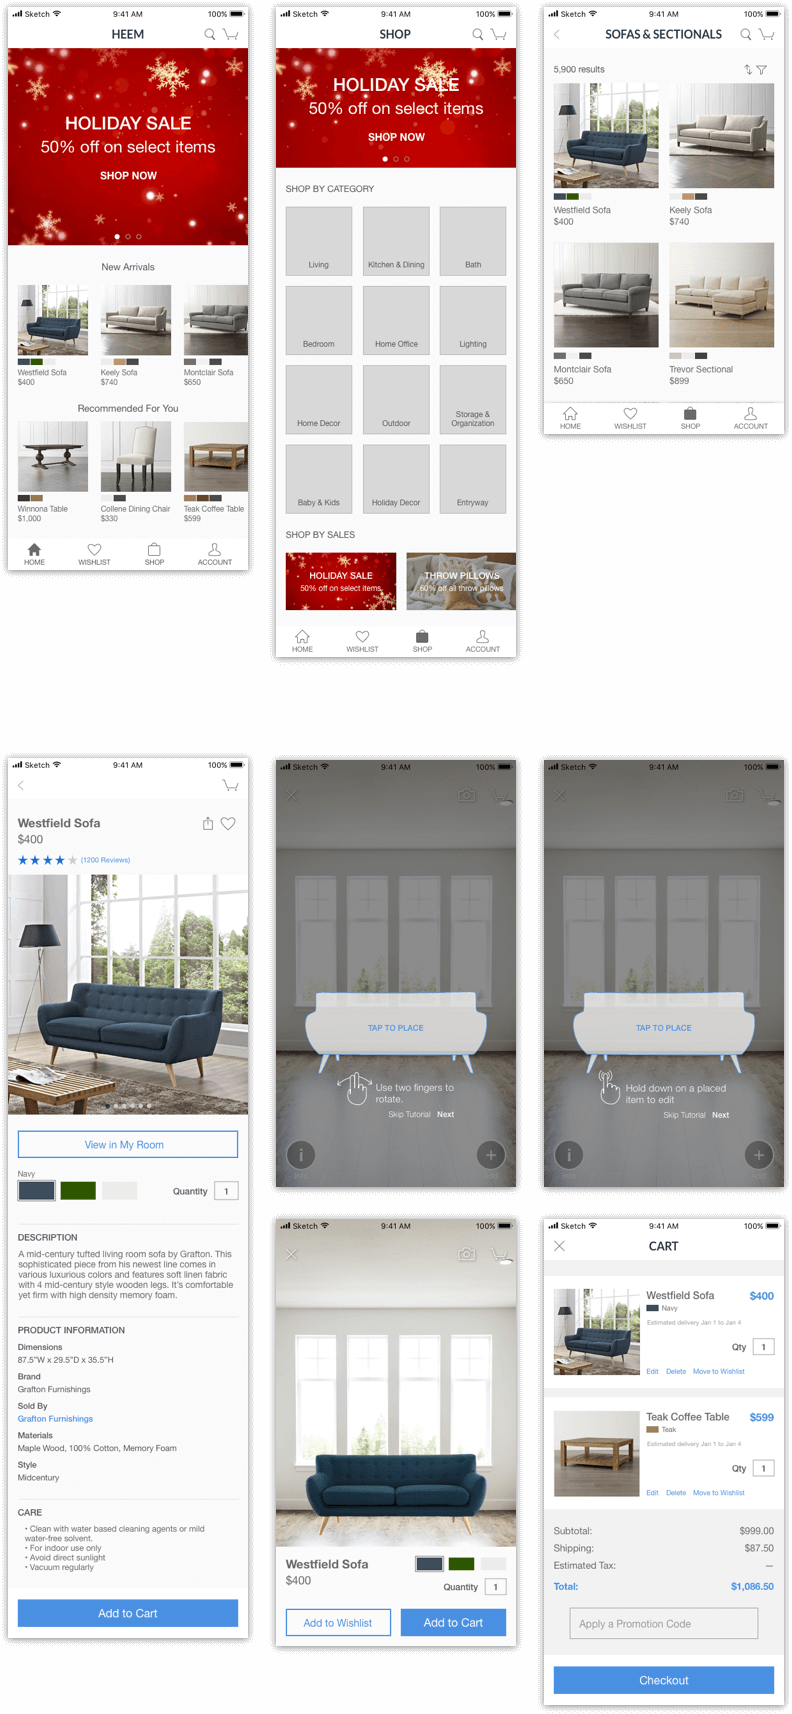 Sketch 9:41 AM 100%
HEEM
HOLIDAY SALE
50% off on select items
SHOP NOW
New Arrivals
Westfield Sofa
$400
Keely Sofa
$740
Montclair Sofa
$650
Recommended For You
Winnona Table
$1,000
Collene Dining Chair
$330
Teak Coffee Table
$599
HOME WISHLIST SHOP ACCOUNT
Sketch 9:41 AM 100%
SHOP
HOLIDAY SALE
50% off on select items
SHOP NOW
SHOP BY CATEGORY
Living
Kitchen & Dining
Bath
Bedroom
Home Office
Lighting
Home Decor
Outdoor
Storage &
Organization
Baby & Kids
Holiday Decor
Entryway
SHOP BY SALES
HOLIDAY SALE
50% off on select items
THROW PILLOWS
60% off all throw pillows
HOME WISHLIST SHOP ACCOUNT
Sketch 9:41 AM 100%
SOFAS & SECTIONALS
5,900 results
Westfield Sofa
$400
Keely Sofa
$740
Montclair Sofa
$650
Trevor Sectional
$899
HOME WISHLIST SHOP ACCOUNT
Sketch 9:41 AM 100%
Westfield Sofa
$400
(1200 Reviews)
View in My Room
Navy
Quantity 1
DESCRIPTION
A mid-century tufted living room sofa by Grafton. This
sophisticated piece from his newest line comes in
various luxurious colors and features soft linen fabric
with 4 mid-century style wooden legs. It's comfortable
yet firm with high density memory foam.
PRODUCT INFORMATION
Dimensions
87.5"W x 29.5"D x 35.5"H
Brand
Grafton Furnishings
Sold By
Grafton Furnishings
Materials
Maple Wood, 100% Cotton, Memory Foam
Style
Midcentury
CARE
• Clean with water based cleaning agents or mild
water-free solvent.
• For indoor use only
• Avoid direct sunlight
• Vacuum regularly
Add to Cart
Sketch 9:41 AM 100%
TAP TO PLACE
Use two fingers to
rotate.
Skip Tutorial Next
i
Sketch 9:41 AM 100%
TAP TO PLACE
Hold down on a placed
item to edit
Skip Tutorial Next
i
Sketch 9:41 AM 100%
Westfield Sofa
$400
Quantity 1
Add to Wishlist
Add to Cart
Sketch 9:41 AM 100%
CART
Westfield Sofa $400
Navy
Estimated delivery Jan 1 to Jan 4
Qty 1
Edit Delete Move to Wishlist
Teak Coffee Table $599
Teak
Estimated delivery Jan 1 to Jan 4
Qty 1
Edit Delete Move to Wishlist
Subtotal: $999.00
Shipping: $87.50
Estimated Tax: —
Total: $1,086.50
Apply a Promotion Code
Checkout